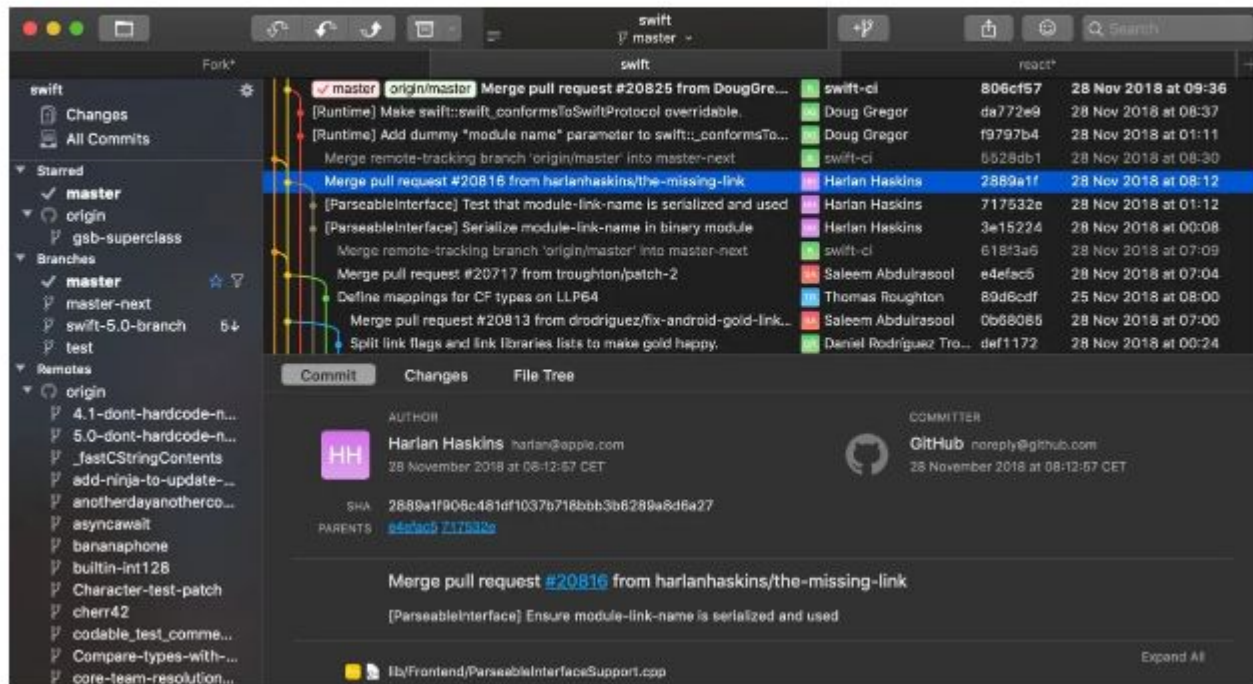 swift
master
Search
Fork*
swift
react*
swift
Changes
All Commits
Starred
master
origin
gsb-superclass
Branches
master
master-next
swift-5.0-branch 5↓
test
Remotes
origin
4.1-dont-hardcode-n...
5.0-dont-hardcode-n...
_fastCStringContents
add-ninja-to-update-...
anotherdayanotherco...
asyncawait
bananaphone
builtin-int128
Character-test-patch
cherr42
codable_test_comme...
Compare-types-with-...
core-team-resolution...
master origin/master Merge pull request #20825 from DougGre... swift-ci 806cf57 28 Nov 2018 at 09:36
[Runtime] Make swift::swift_conformsToSwiftProtocol overridable. Doug Gregor da772e9 28 Nov 2018 at 08:37
[Runtime] Add dummy "module name" parameter to swift::_conformsTo... Doug Gregor f9797b4 28 Nov 2018 at 01:11
Merge remote-tracking branch 'origin/master' into master-next swift-ci 5528db1 28 Nov 2018 at 08:30
Merge pull request #20816 from harlanhaskins/the-missing-link Harlan Haskins 2889a1f 28 Nov 2018 at 08:12
[ParseableInterface] Test that module-link-name is serialized and used Harlan Haskins 717532e 28 Nov 2018 at 01:12
[ParseableInterface] Serialize module-link-name in binary module Harlan Haskins 3e15224 28 Nov 2018 at 00:08
Merge remote-tracking branch 'origin/master' into master-next swift-ci 618f3a6 28 Nov 2018 at 07:09
Merge pull request #20717 from troughton/patch-2 Saleem Abdulrasool e4efac5 28 Nov 2018 at 07:04
Define mappings for CF types on LLP64 Thomas Roughton 89d6cdf 25 Nov 2018 at 08:00
Merge pull request #20813 from drodriguez/fix-android-gold-link... Saleem Abdulrasool 0b68085 28 Nov 2018 at 07:00
Split link flags and link libraries lists to make gold happy. Daniel Rodríguez Tro... def1172 28 Nov 2018 at 00:24
Commit Changes File Tree
AUTHOR
HH
Harlan Haskins harlan@apple.com
28 November 2018 at 08:12:57 CET
COMMITTER
GitHub noreply@github.com
28 November 2018 at 08:12:57 CET
SHA 2889a1f906c481df1037b718bbb3b6289a8d6a27
PARENTS e4efac5 717532e
Merge pull request #20816 from harlanhaskins/the-missing-link
[ParseableInterface] Ensure module-link-name is serialized and used
Expand All
lib/Frontend/ParseableInterfaceSupport.cpp